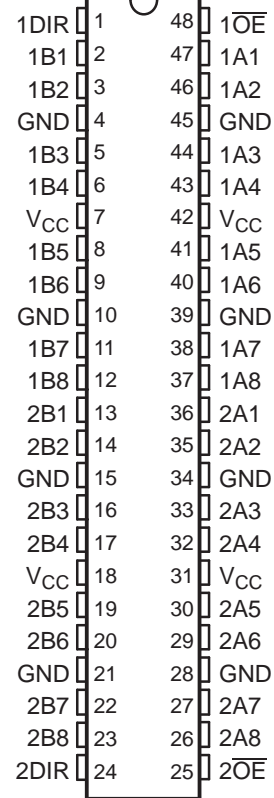 1DIR 1 48 1O̅E̅
1B1 2 47 1A1
1B2 3 46 1A2
GND 4 45 GND
1B3 5 44 1A3
1B4 6 43 1A4
VCC 7 42 VCC
1B5 8 41 1A5
1B6 9 40 1A6
GND 10 39 GND
1B7 11 38 1A7
1B8 12 37 1A8
2B1 13 36 2A1
2B2 14 35 2A2
GND 15 34 GND
2B3 16 33 2A3
2B4 17 32 2A4
VCC 18 31 VCC
2B5 19 30 2A5
2B6 20 29 2A6
GND 21 28 GND
2B7 22 27 2A7
2B8 23 26 2A8
2DIR 24 25 2O̅E̅